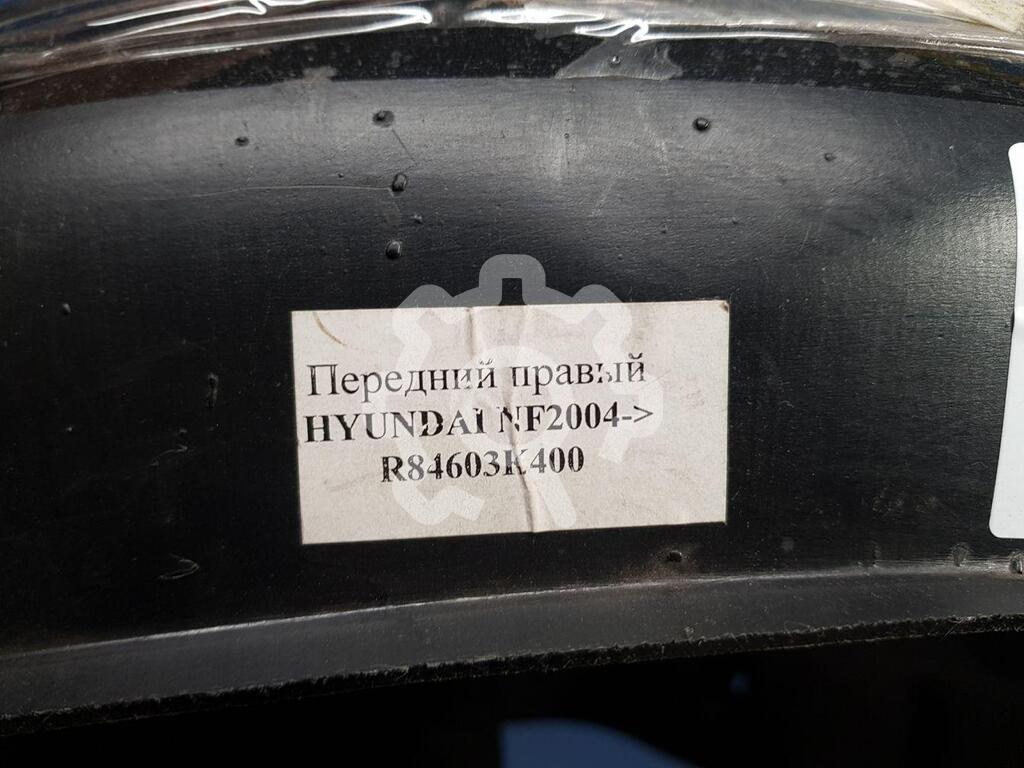 Передний правый
HYUNDAI NF2004->
R84603K400